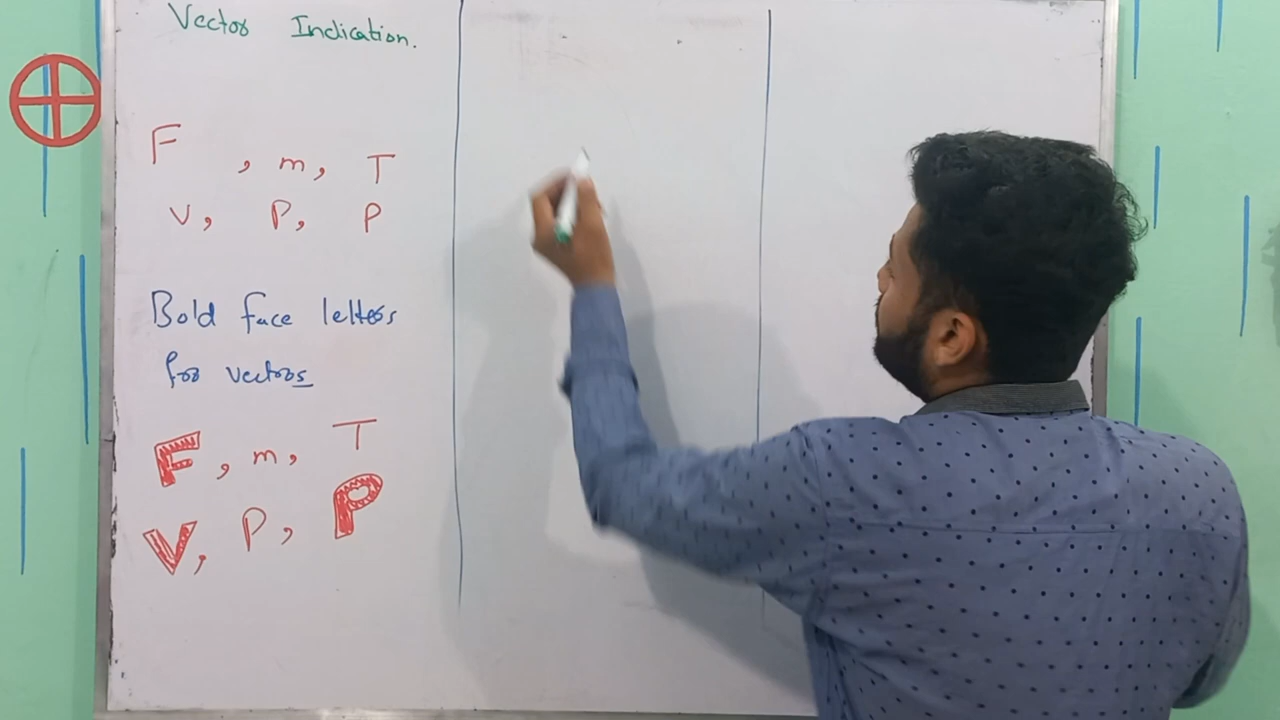 Vector Indication.
F , m, T
v, P, P
Bold face letters
for vectors
F, m, T
V, P, P